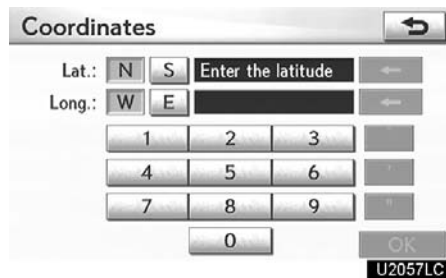 Coordinates
Lat.: N S Enter the latitude
Long.: W E
1 2 3 °
4 5 6 '
7 8 9 "
0 OK
U2057LC